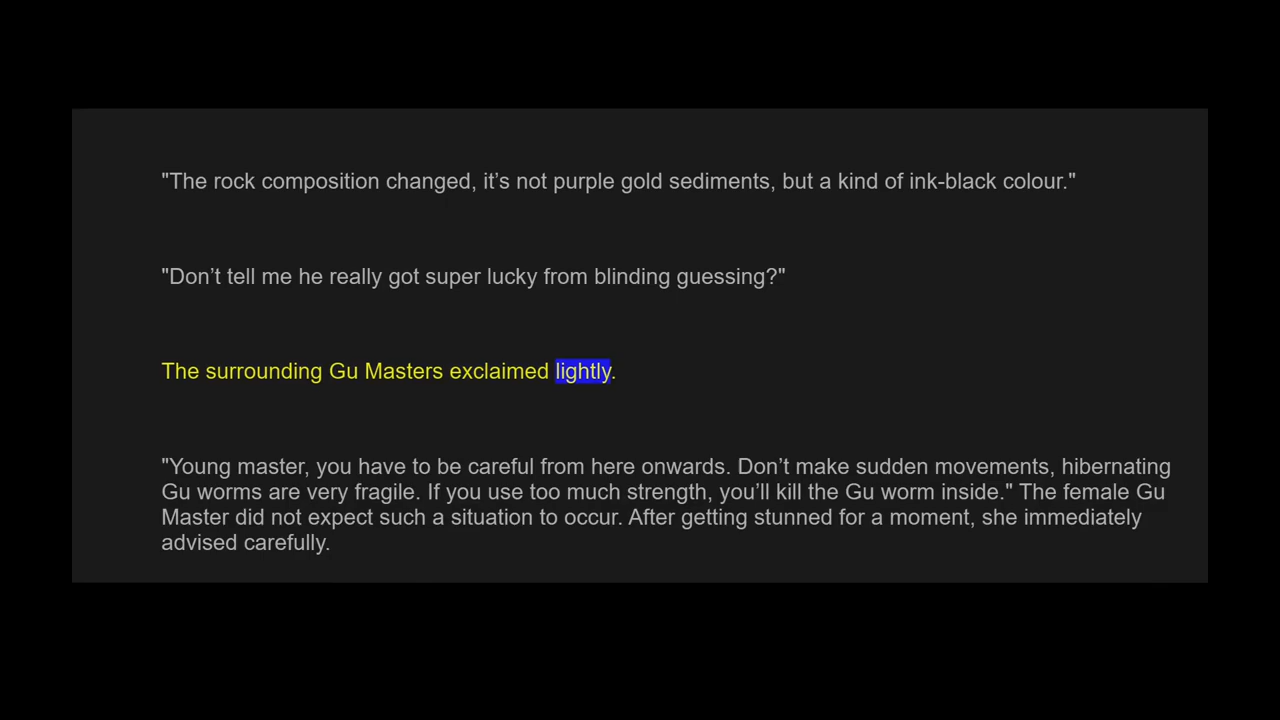 "The rock composition changed, it’s not purple gold sediments, but a kind of ink-black colour."
"Don’t tell me he really got super lucky from blinding guessing?"
The surrounding Gu Masters exclaimed lightly.
"Young master, you have to be careful from here onwards. Don’t make sudden movements, hibernating
Gu worms are very fragile. If you use too much strength, you’ll kill the Gu worm inside." The female Gu
Master did not expect such a situation to occur. After getting stunned for a moment, she immediately
advised carefully.